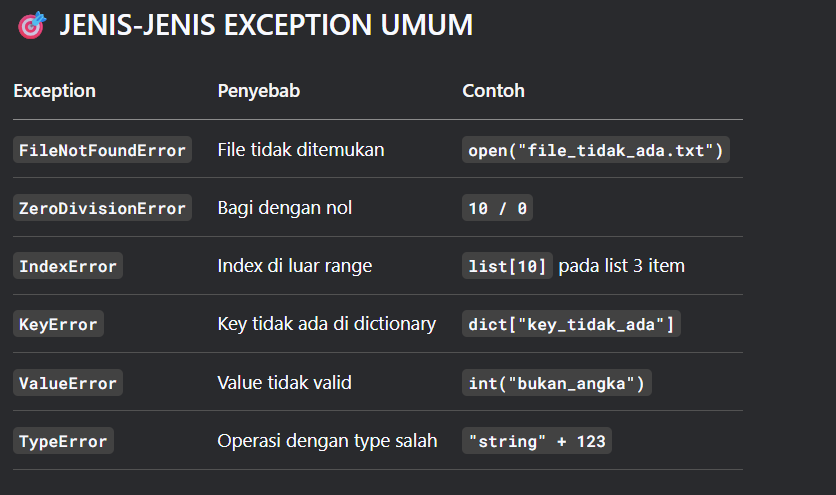 🎯 JENIS-JENIS EXCEPTION UMUM
Exception Penyebab Contoh
FileNotFoundError File tidak ditemukan open("file_tidak_ada.txt")
ZeroDivisionError Bagi dengan nol 10 / 0
IndexError Index di luar range list[10] pada list 3 item
KeyError Key tidak ada di dictionary dict["key_tidak_ada"]
ValueError Value tidak valid int("bukan_angka")
TypeError Operasi dengan type salah "string" + 123